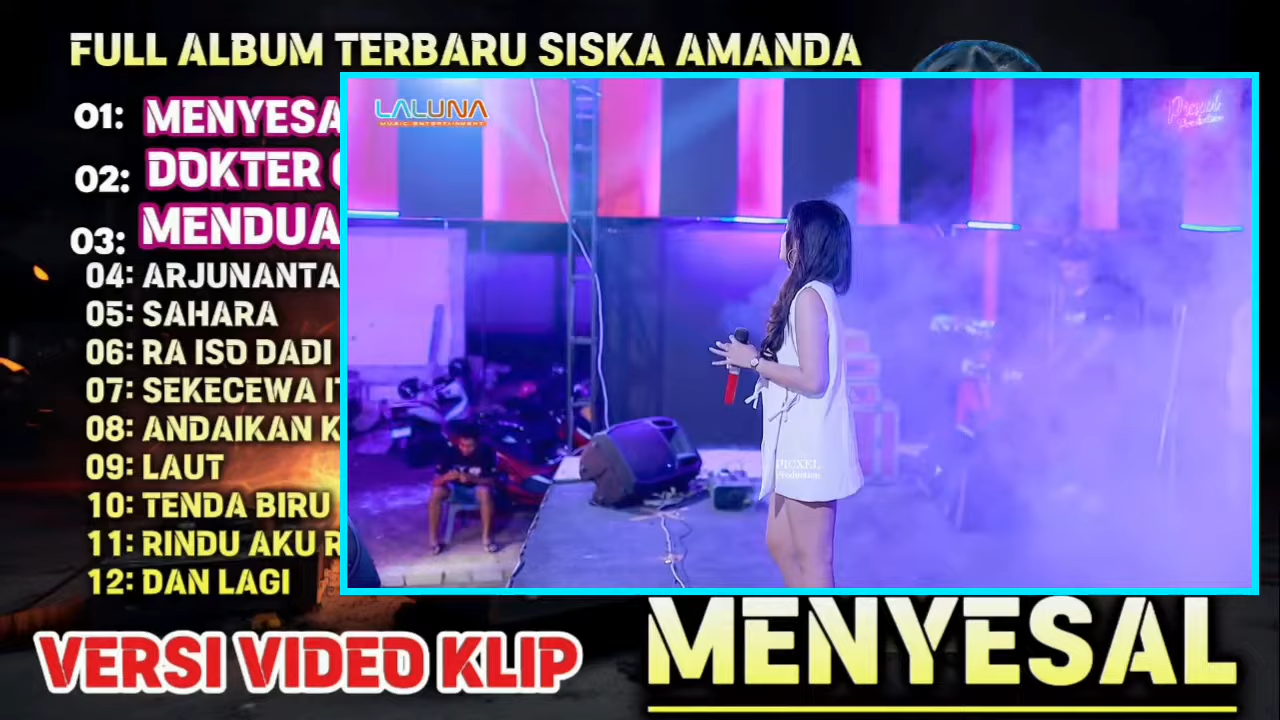 FULL ALBUM TERBARU SISKA AMANDA
01: MENYESA
02: DOKTER
03: MENDUA
04: ARJUNANTA
05: SAHARA
06: RA ISO DADI
07: SEKECEWA IT
08: ANDAIKAN K
09: LAUT
10: TENDA BIRU
11: RINDU AKU R
12: DAN LAGI
LALUNA
MUSIC ENTERTAINMENT
VERSI VIDEO KLIP
MENYESAL